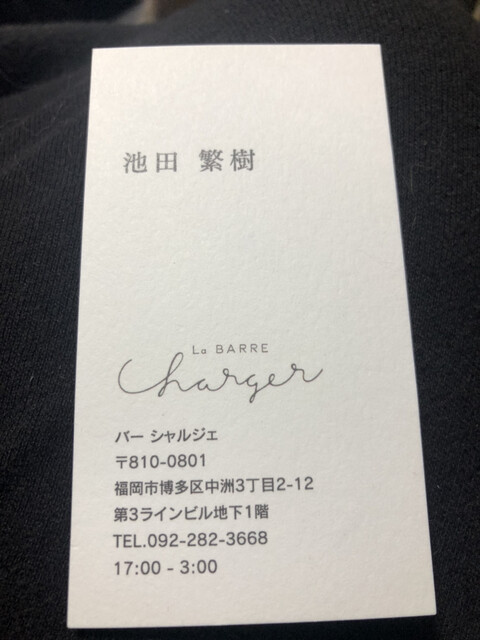 池田 繁樹
La BARRE
charger
バー シャルジェ
〒810-0801
福岡市博多区中洲3丁目2-12
第3ラインビル地下1階
TEL.092-282-3668
17:00 - 3:00